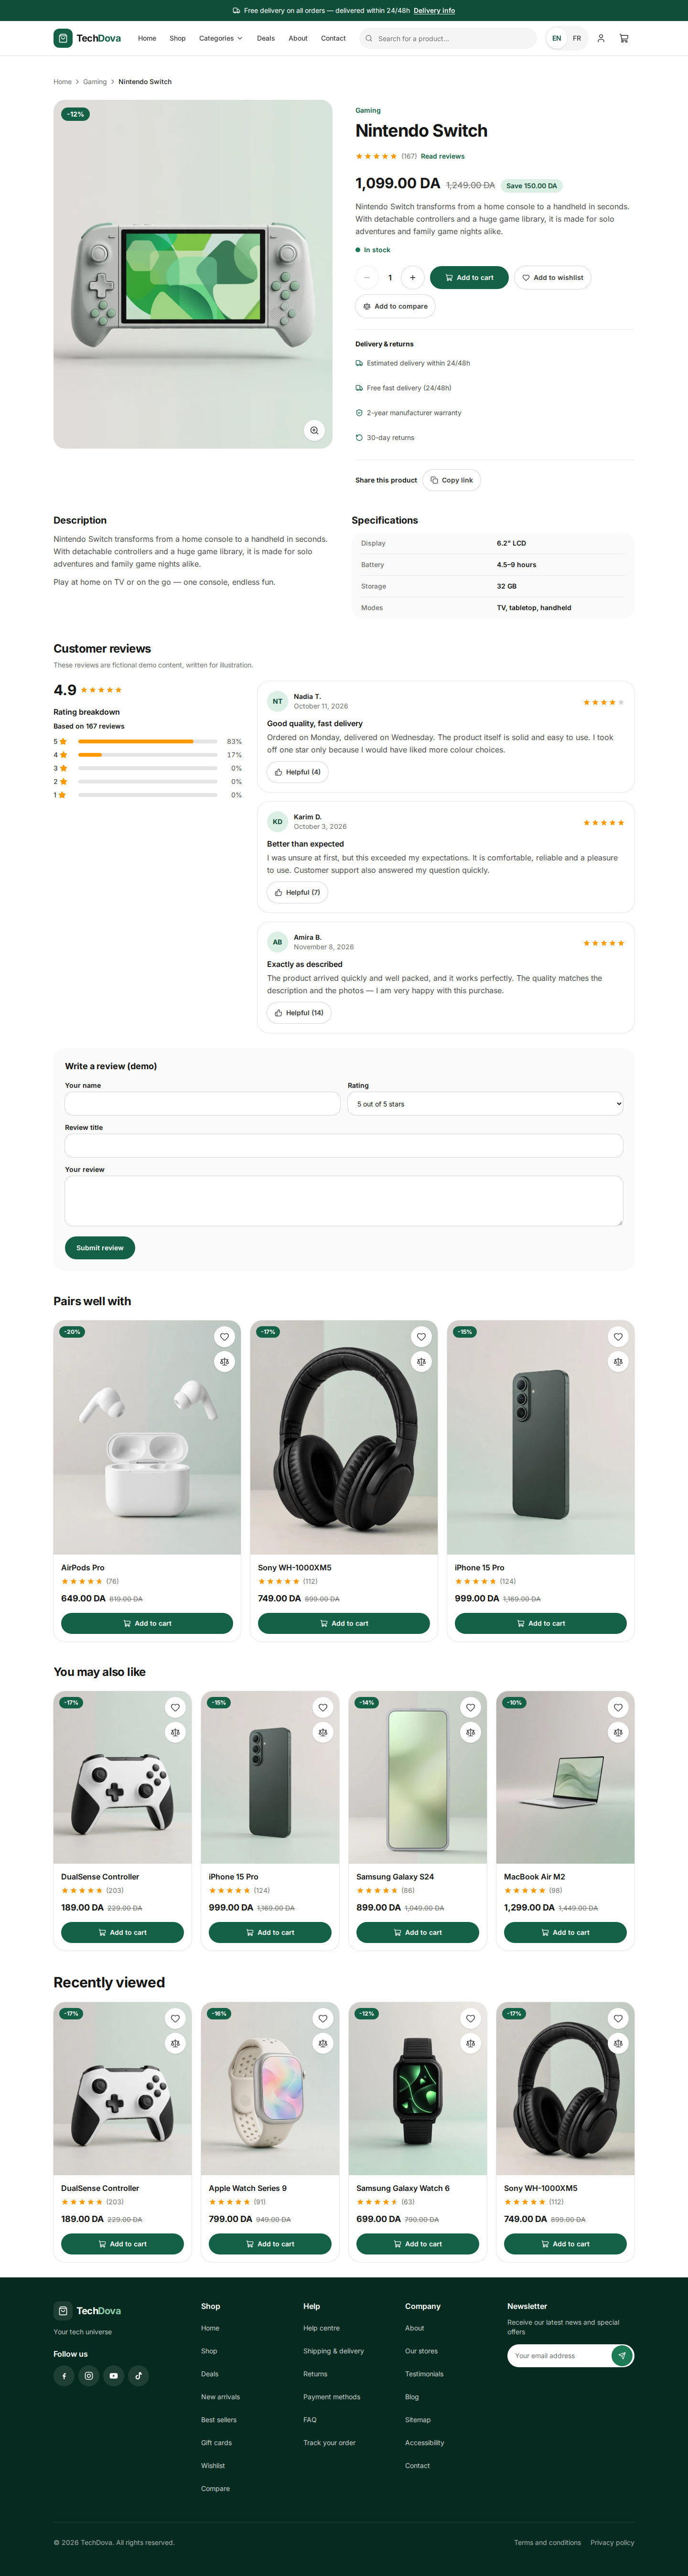 Free delivery on all orders — delivered within 24/48h Delivery info
TechDova Home Shop Categories Deals About Contact Search for a product... EN FR
Home > Gaming > Nintendo Switch
-12%
Gaming
Nintendo Switch
(167) Read reviews
1,099.00 DA 1,249.00 DA Save 150.00 DA
Nintendo Switch transforms from a home console to a handheld in seconds.
With detachable controllers and a huge game library, it is made for solo
adventures and family game nights alike.
In stock
1 Add to cart Add to wishlist
Add to compare
Delivery & returns
Estimated delivery within 24/48h
Free fast delivery (24/48h)
2-year manufacturer warranty
30-day returns
Share this product Copy link
Description
Nintendo Switch transforms from a home console to a handheld in seconds.
With detachable controllers and a huge game library, it is made for solo
adventures and family game nights alike.
Play at home on TV or on the go — one console, endless fun.
Specifications
Display 6.2" LCD
Battery 4.5–9 hours
Storage 32 GB
Modes TV, tabletop, handheld
Customer reviews
These reviews are fictional demo content, written for illustration.
4.9
Rating breakdown
Based on 167 reviews
5 83%
4 17%
3 0%
2 0%
1 0%
NT Nadia T.
October 11, 2026
Good quality, fast delivery
Ordered on Monday, delivered on Wednesday. The product itself is solid and easy to use. I took
off one star only because I would have liked more colour choices.
Helpful (4)
KD Karim D.
October 3, 2026
Better than expected
I was unsure at first, but this exceeded my expectations. It is comfortable, reliable and a pleasure
to use. Customer support also answered my question quickly.
Helpful (7)
AB Amira B.
November 8, 2026
Exactly as described
The product arrived quickly and well packed, and it works perfectly. The quality matches the
description and the photos — I am very happy with this purchase.
Helpful (14)
Write a review (demo)
Your name Rating
5 out of 5 stars
Review title
Your review
Submit review
Pairs well with
-20% -17% -15%
AirPods Pro Sony WH-1000XM5 iPhone 15 Pro
(76) (112) (124)
649.00 DA 819.00 DA 749.00 DA 899.00 DA 999.00 DA 1,169.00 DA
Add to cart Add to cart Add to cart
You may also like
-17% -15% -14% -10%
DualSense Controller iPhone 15 Pro Samsung Galaxy S24 MacBook Air M2
(203) (124) (86) (98)
189.00 DA 229.00 DA 999.00 DA 1,169.00 DA 899.00 DA 1,049.00 DA 1,299.00 DA 1,449.00 DA
Add to cart Add to cart Add to cart Add to cart
Recently viewed
-17% -16% -12% -17%
DualSense Controller Apple Watch Series 9 Samsung Galaxy Watch 6 Sony WH-1000XM5
(203) (91) (63) (112)
189.00 DA 229.00 DA 799.00 DA 949.00 DA 699.00 DA 790.00 DA 749.00 DA 899.00 DA
Add to cart Add to cart Add to cart Add to cart
TechDova
Your tech universe
Follow us
Shop
Home
Shop
Deals
New arrivals
Best sellers
Gift cards
Wishlist
Compare
Help
Help centre
Shipping & delivery
Returns
Payment methods
FAQ
Track your order
Company
About
Our stores
Testimonials
Blog
Sitemap
Accessibility
Contact
Newsletter
Receive our latest news and special
offers
Your email address
© 2026 TechDova. All rights reserved. Terms and conditions Privacy policy